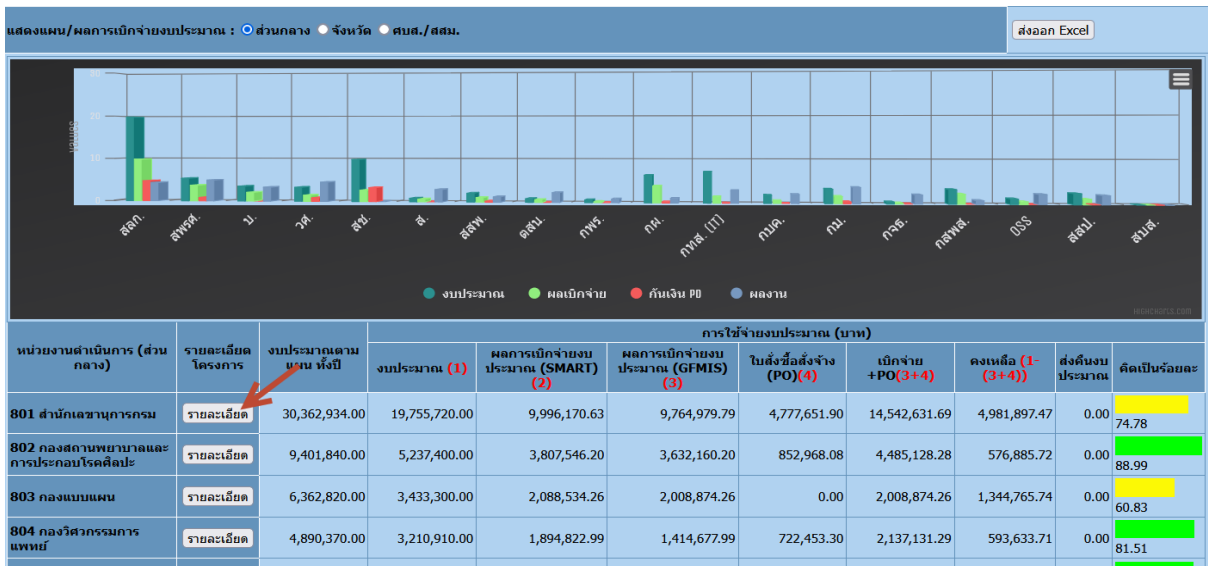 แสดงแผน/ผลการเบิกจ่ายงบประมาณ : ส่วนกลาง จังหวัด ศบส./สสม.
ส่งออก Excel
30
20
10
0
สลก. สพรศ. บ. วศ. สช. ส. สสพ. ตสน. กพร. กผ. กทส. (IT) กบค. กม. กจธ. กสพส. OSS สสป. สบส.
งบประมาณ ผลเบิกจ่าย กันเงิน PO ผลงาน
HIGHCHARTS.COM
หน่วยงานดำเนินการ (ส่วน
กลาง)
รายละเอียด
โครงการ
งบประมาณตาม
แผน ทั้งปี
การใช้จ่ายงบประมาณ (บาท)
งบประมาณ (1)
ผลการเบิกจ่ายงบ
ประมาณ (SMART)
(2)
ผลการเบิกจ่ายงบ
ประมาณ (GFMIS)
(3)
ใบสั่งซื้อสั่งจ้าง
(PO)(4)
เบิกจ่าย
+PO(3+4)
คงเหลือ (1-
(3+4))
ส่งคืนงบ
ประมาณ
คิดเป็นร้อยละ
801 สำนักเลขานุการกรม รายละเอียด 30,362,934.00 19,755,720.00 9,996,170.63 9,764,979.79 4,777,651.90 14,542,631.69 4,981,897.47 0.00 74.78
802 กองสถานพยาบาลและ
การประกอบโรคศิลปะ รายละเอียด 9,401,840.00 5,237,400.00 3,807,546.20 3,632,160.20 852,968.08 4,485,128.28 576,885.72 0.00 88.99
803 กองแบบแผน รายละเอียด 6,362,820.00 3,433,300.00 2,088,534.26 2,008,874.26 0.00 2,008,874.26 1,344,765.74 0.00 60.83
804 กองวิศวกรรมการ
แพทย์ รายละเอียด 4,890,370.00 3,210,910.00 1,894,822.99 1,414,677.99 722,453.30 2,137,131.29 593,633.71 0.00 81.51